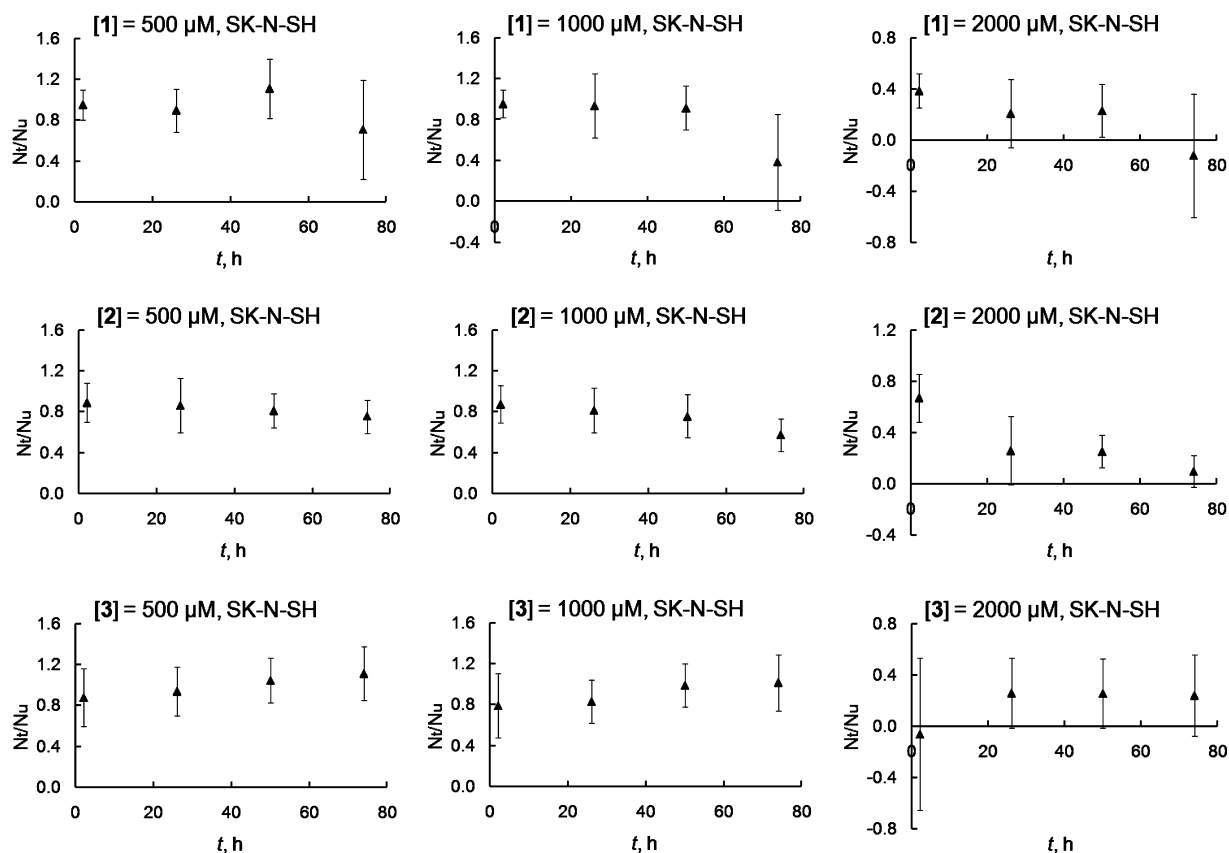 [1] = 500 µM, SK-N-SH
1.6
1.2
0.8
0.4
0.0
Nt/Nu
0 20 40 60 80
t, h
[1] = 1000 µM, SK-N-SH
1.6
1.2
0.8
0.4
0.0
-0.4
Nt/Nu
0 20 40 60 80
t, h
[1] = 2000 µM, SK-N-SH
0.8
0.4
0.0
-0.4
-0.8
Nt/Nu
0 20 40 60 80
t, h
[2] = 500 µM, SK-N-SH
1.6
1.2
0.8
0.4
0.0
Nt/Nu
0 20 40 60 80
t, h
[2] = 1000 µM, SK-N-SH
1.6
1.2
0.8
0.4
0.0
Nt/Nu
0 20 40 60 80
t, h
[2] = 2000 µM, SK-N-SH
1.2
0.8
0.4
0.0
-0.4
Nt/Nu
0 20 40 60 80
t, h
[3] = 500 µM, SK-N-SH
1.6
1.2
0.8
0.4
0.0
Nt/Nu
0 20 40 60 80
t, h
[3] = 1000 µM, SK-N-SH
1.6
1.2
0.8
0.4
0.0
Nt/Nu
0 20 40 60 80
t, h
[3] = 2000 µM, SK-N-SH
0.8
0.4
0.0
-0.4
-0.8
Nt/Nu
0 20 40 60 80
t, h